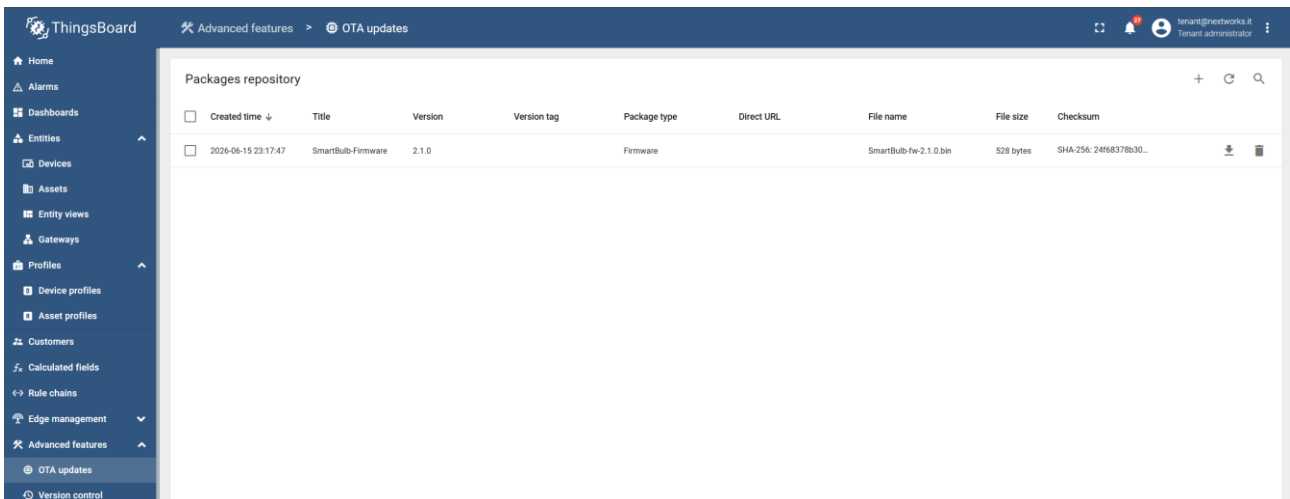 ThingsBoard
Advanced features > OTA updates
27
tenant@nextworks.it
Tenant administrator
Home
Alarms
Dashboards
Entities
Devices
Assets
Entity views
Gateways
Profiles
Device profiles
Asset profiles
Customers
Calculated fields
Rule chains
Edge management
Advanced features
OTA updates
Version control
Packages repository
Created time Title Version Version tag Package type Direct URL File name File size Checksum
2026-06-15 23:17:47 SmartBulb-Firmware 2.1.0 Firmware SmartBulb-fw-2.1.0.bin 528 bytes SHA-256: 24f68378b30...